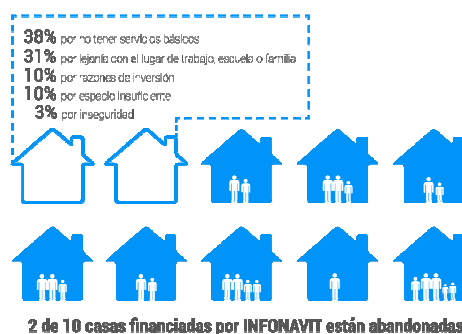 38% por no tener servicios básicos
31% por lejanía con el lugar de trabajo, escuela o familia
10% por razones de inversión
10% por espacio insuficiente
3% por inseguridad
2 de 10 casas financiadas por INFONAVIT están abandonadas